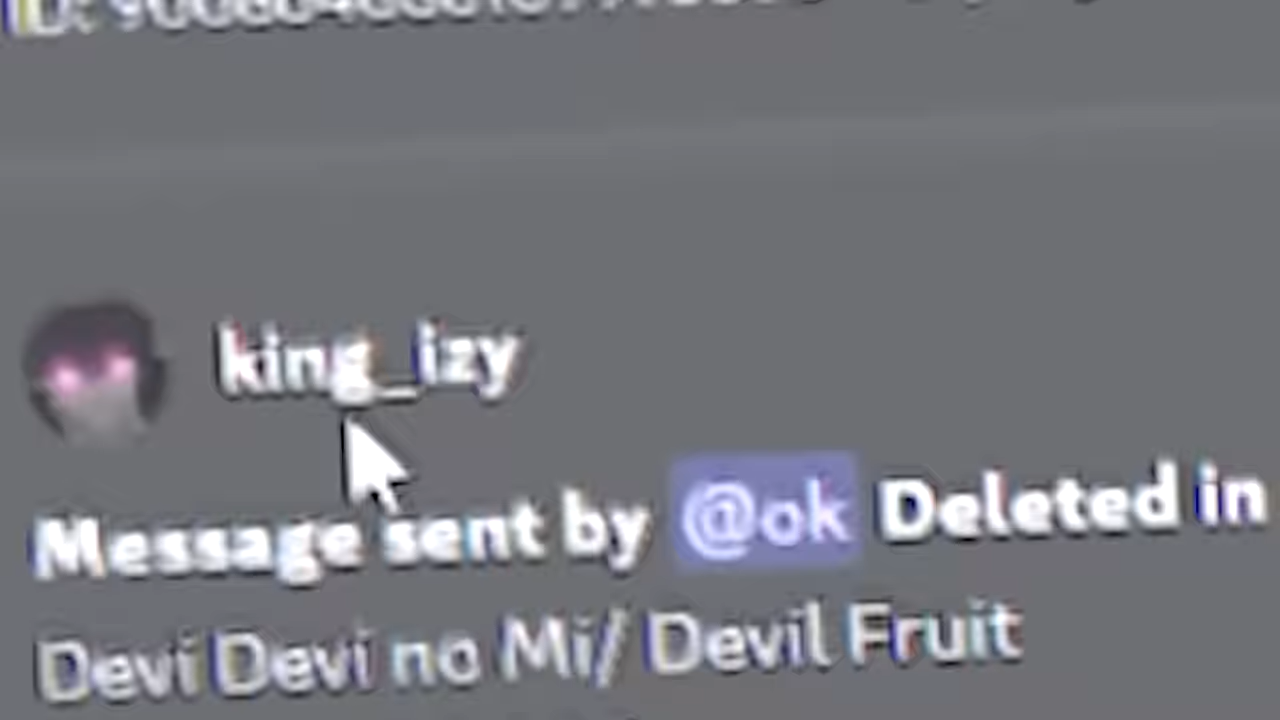 king_izy
Message sent by @ok Deleted in
Devi Devi no Mi/ Devil Fruit